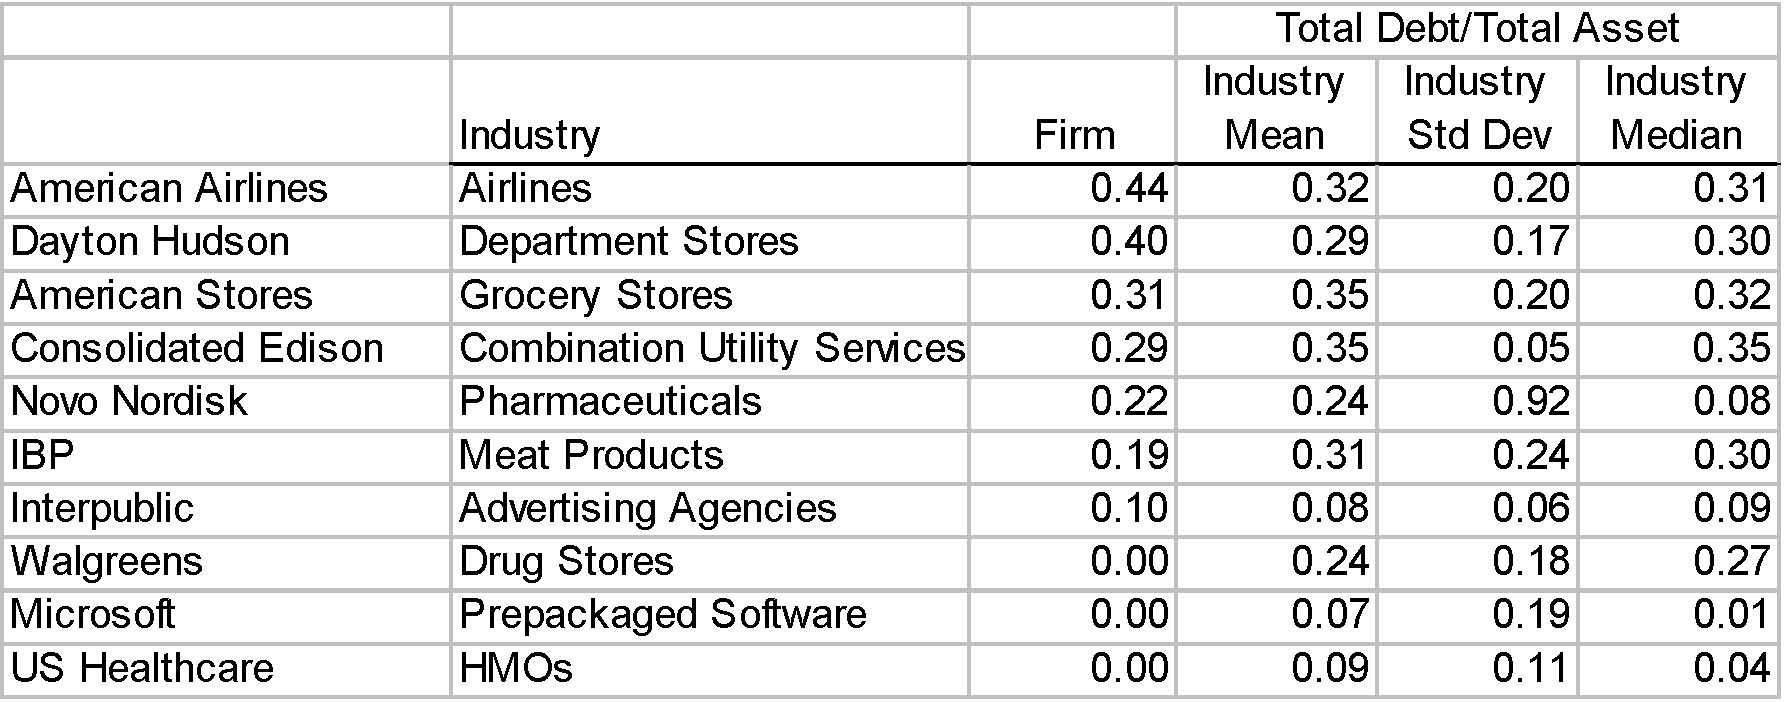 Total Debt/Total Asset
Industry Industry Industry
Industry Firm Mean Std Dev Median
American Airlines Airlines 0.44 0.32 0.20 0.31
Dayton Hudson Department Stores 0.40 0.29 0.17 0.30
American Stores Grocery Stores 0.31 0.35 0.20 0.32
Consolidated Edison Combination Utility Services 0.29 0.35 0.05 0.35
Novo Nordisk Pharmaceuticals 0.22 0.24 0.92 0.08
IBP Meat Products 0.19 0.31 0.24 0.30
Interpublic Advertising Agencies 0.10 0.08 0.06 0.09
Walgreens Drug Stores 0.00 0.24 0.18 0.27
Microsoft Prepackaged Software 0.00 0.07 0.19 0.01
US Healthcare HMOs 0.00 0.09 0.11 0.04